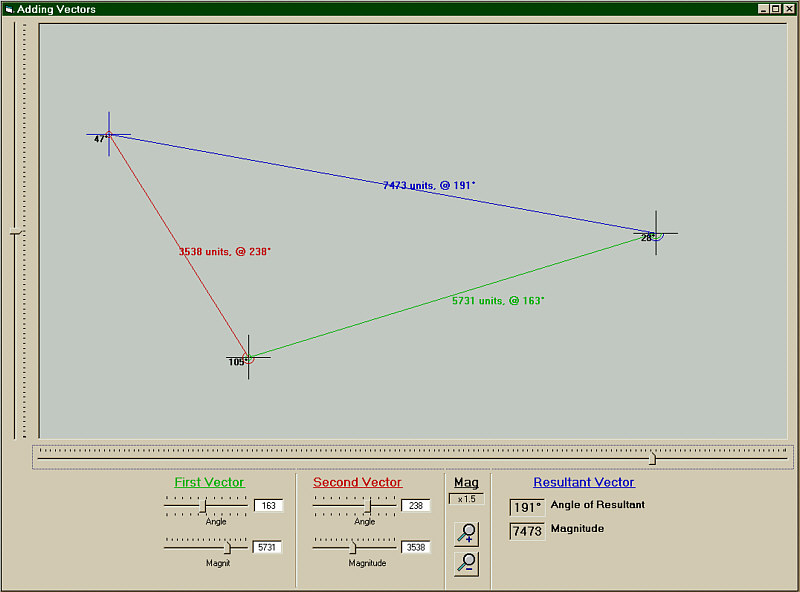 Adding Vectors
47°
7473 units, @ 191°
28°
3538 units, @ 238°
5731 units, @ 163°
105°
First Vector
163
Angle
5731
Magnit
Second Vector
238
Angle
3538
Magnitude
Mag
x 1.5
Resultant Vector
191° Angle of Resultant
7473 Magnitude